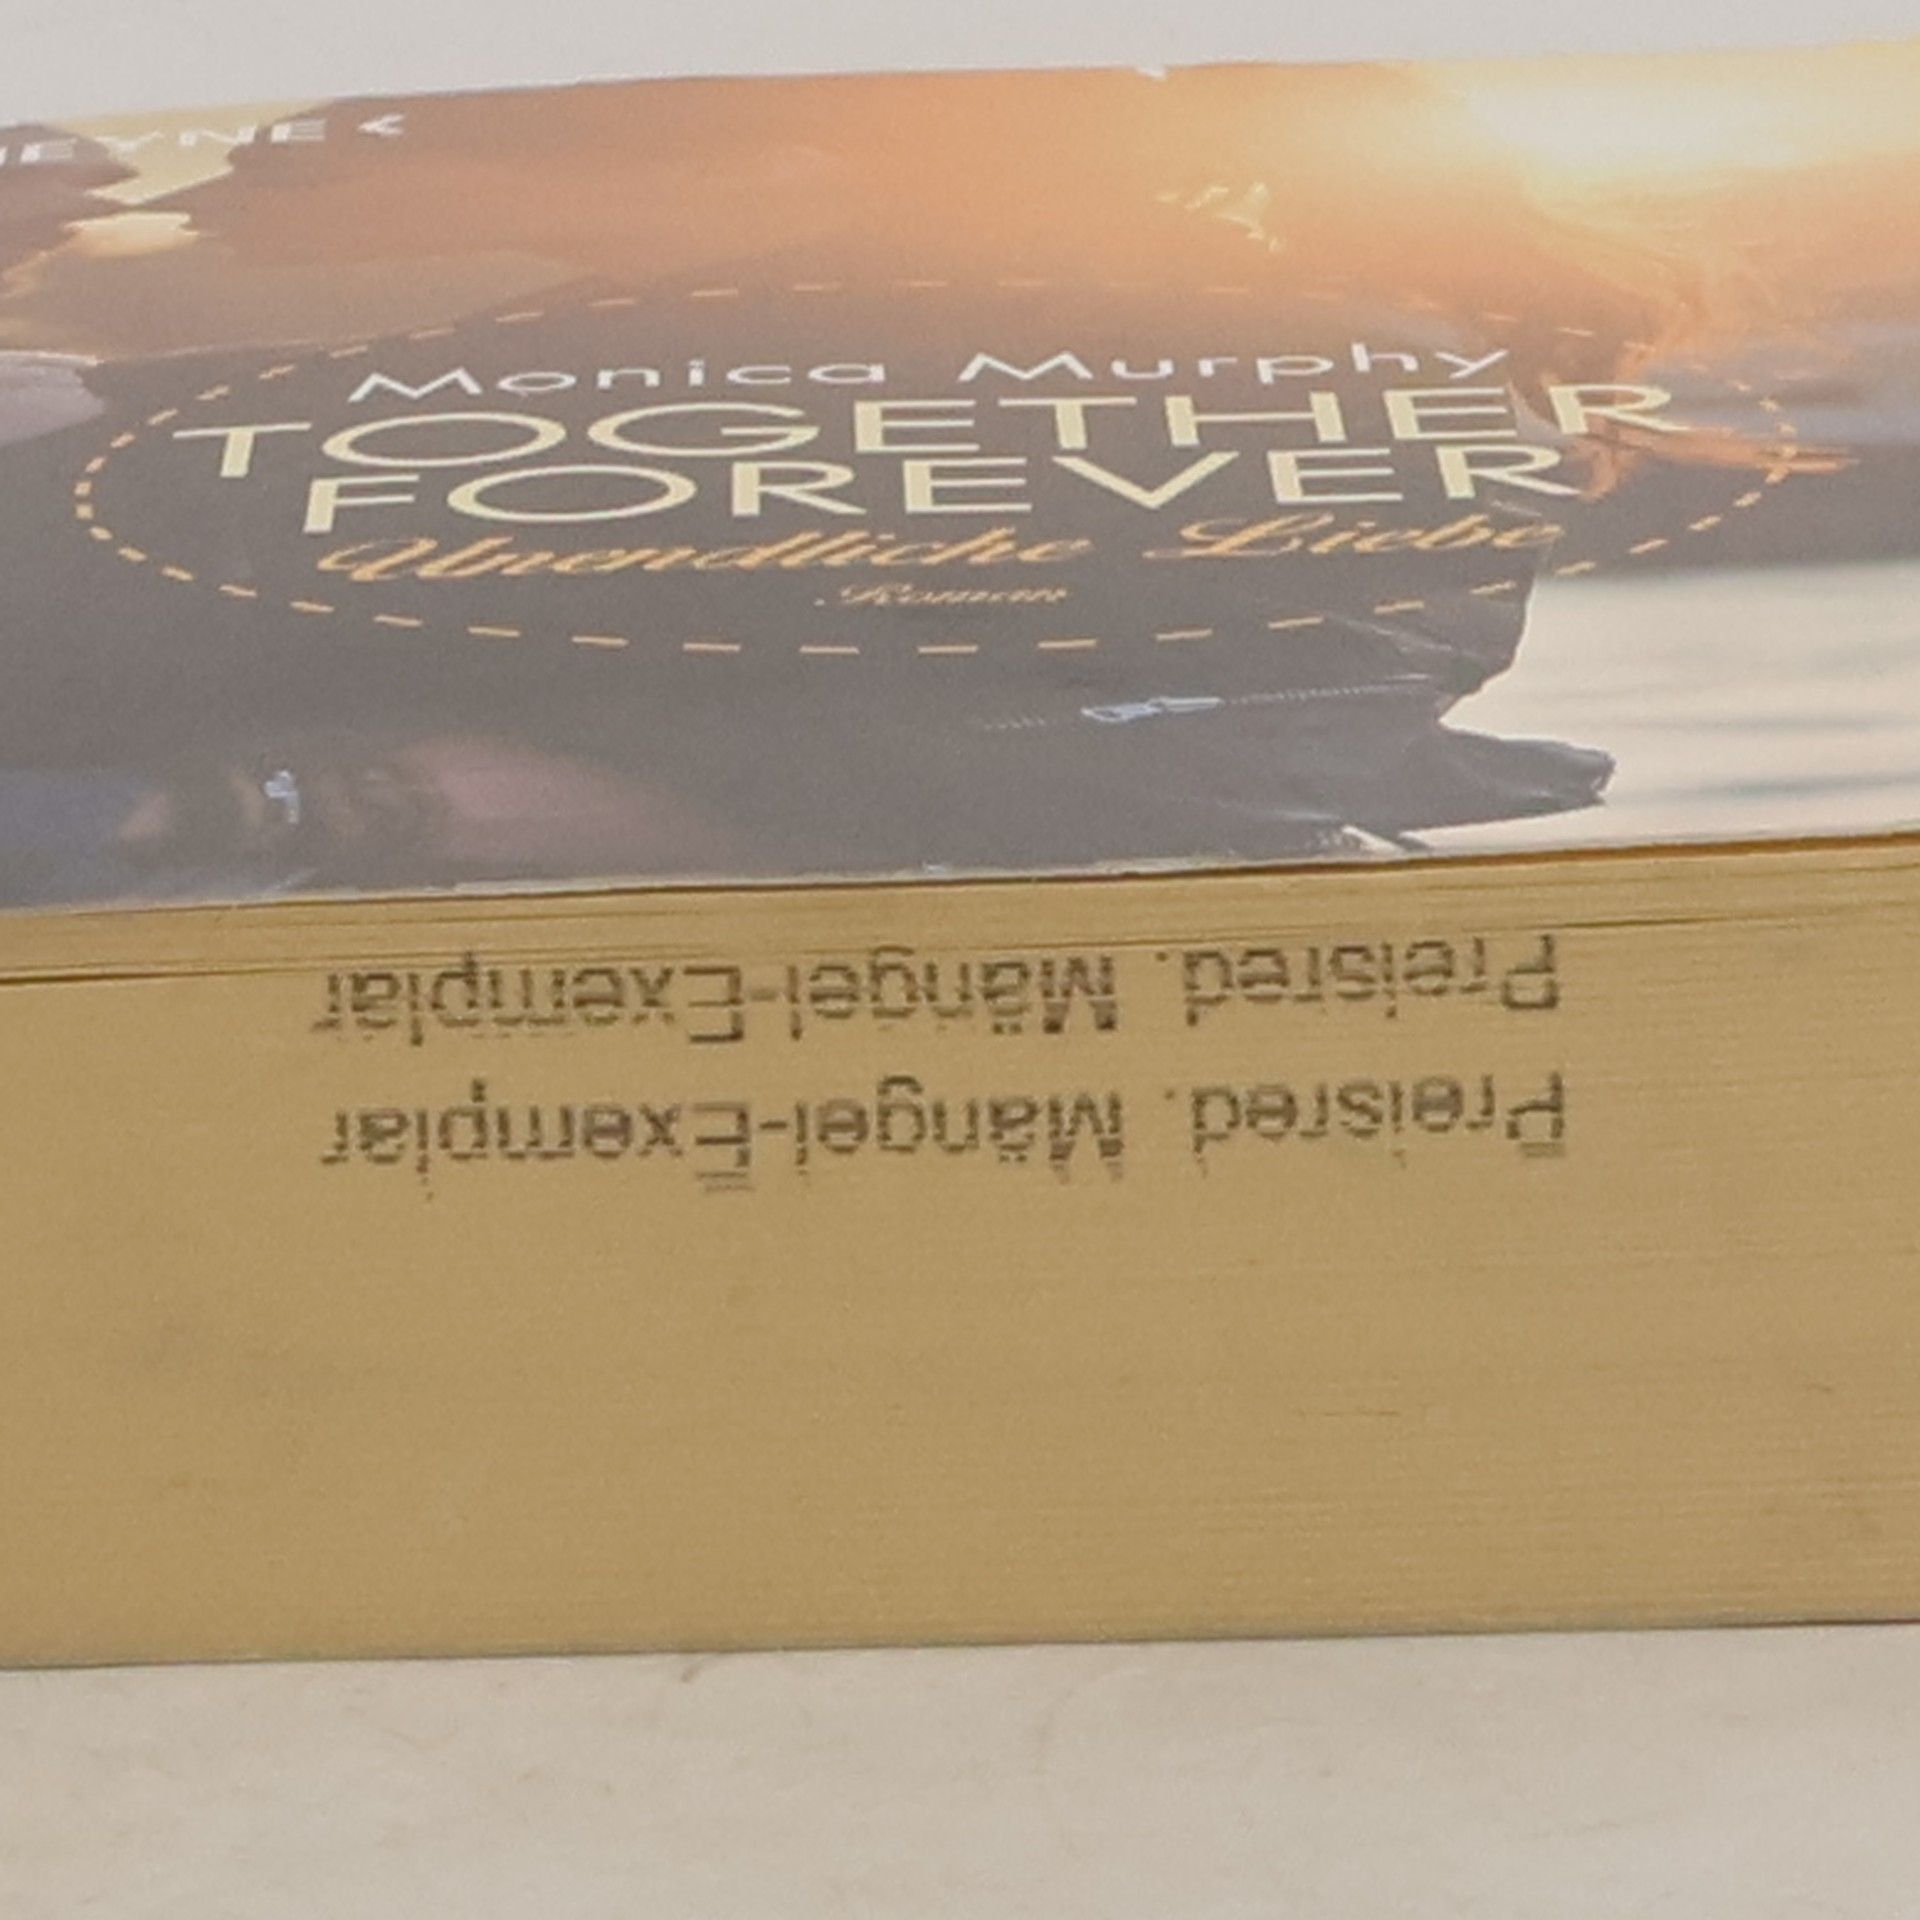 HEYNE <
Monica Murphy
TOGETHER
FOREVER
Unendliche Liebe
Roman
Preisred. Mängel-Exemplar
Preisred. Mängel-Exemplar